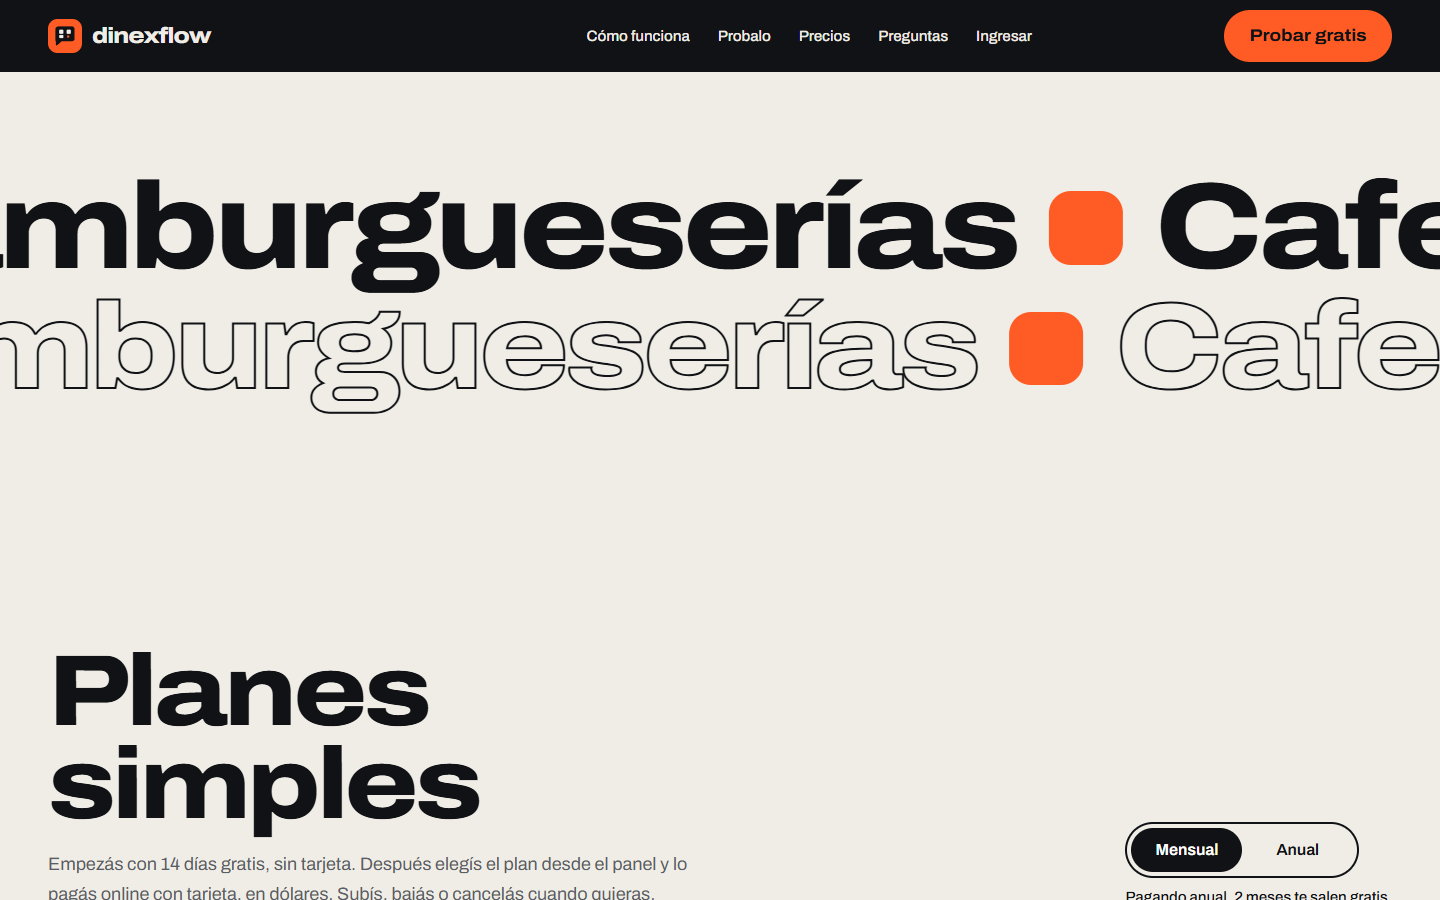 dinexflow
Cómo funciona Probalo Precios Preguntas Ingresar
Probar gratis
amburgueserías Cafe
mburgueserías Cafe
Planes
simples
Empezás con 14 días gratis, sin tarjeta. Después elegís el plan desde el panel y lo
pagás online con tarjeta, en dólares. Subís, bajás o cancelás cuando quieras.
Mensual Anual
Pagando anual, 2 meses te salen gratis